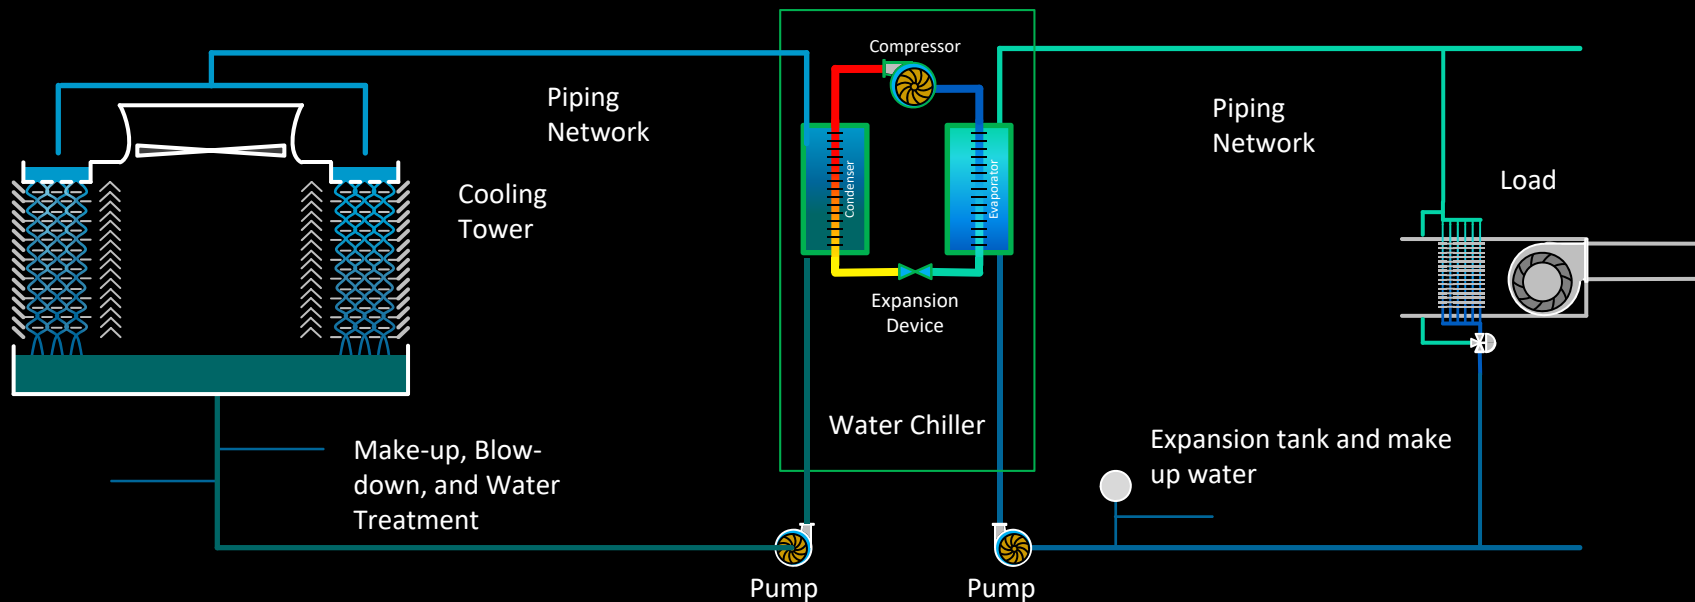 Compressor
Piping
Network
Piping
Network
Condenser
Evaporator
Cooling
Tower
Load
Expansion
Device
Water Chiller
Make-up, Blow-
down, and Water
Treatment
Expansion tank and make
up water
Pump
Pump